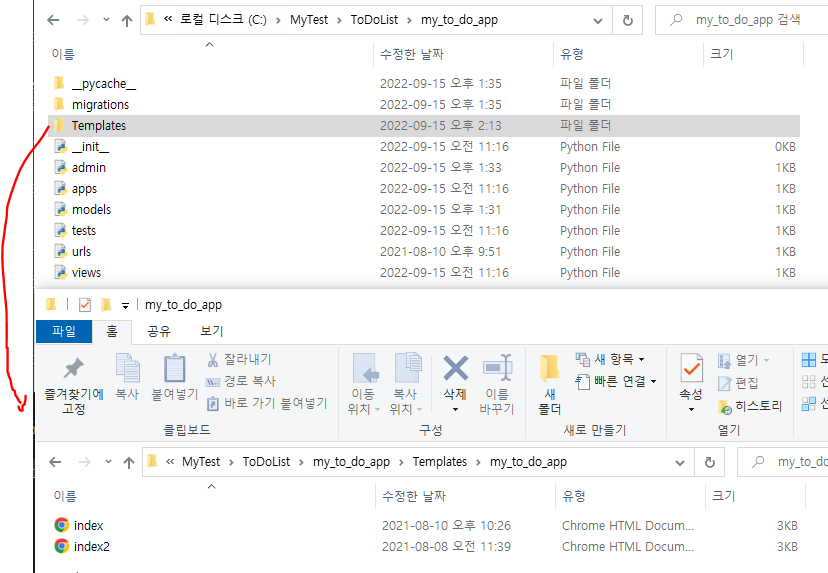 « 로컬 디스크 (C:) › MyTest › ToDoList › my_to_do_app my_to_do_app 검색
이름 수정한 날짜 유형 크기
__pycache__ 2022-09-15 오후 1:35 파일 폴더
migrations 2022-09-15 오후 1:35 파일 폴더
Templates 2022-09-15 오후 2:13 파일 폴더
__init__ 2022-09-15 오전 11:16 Python File 0KB
admin 2022-09-15 오후 1:33 Python File 1KB
apps 2022-09-15 오전 11:16 Python File 1KB
models 2022-09-15 오후 1:31 Python File 1KB
tests 2022-09-15 오전 11:16 Python File 1KB
urls 2021-08-10 오후 9:51 Python File 1KB
views 2022-09-15 오전 11:16 Python File 1KB
my_to_do_app
파일 홈 공유 보기
즐겨찾기에 고정
복사
붙여넣기
잘라내기
경로 복사
바로 가기 붙여넣기
클립보드
이동 위치
복사 위치
삭제
이름 바꾸기
구성
새 폴더
새 항목
빠른 연결
새로 만들기
속성
열기
편집
히스토리
열기
« MyTest › ToDoList › my_to_do_app › Templates › my_to_do_app
이름 수정한 날짜 유형 크기
index 2021-08-10 오후 10:26 Chrome HTML Docum... 3KB
index2 2021-08-08 오전 11:39 Chrome HTML Docum... 3KB